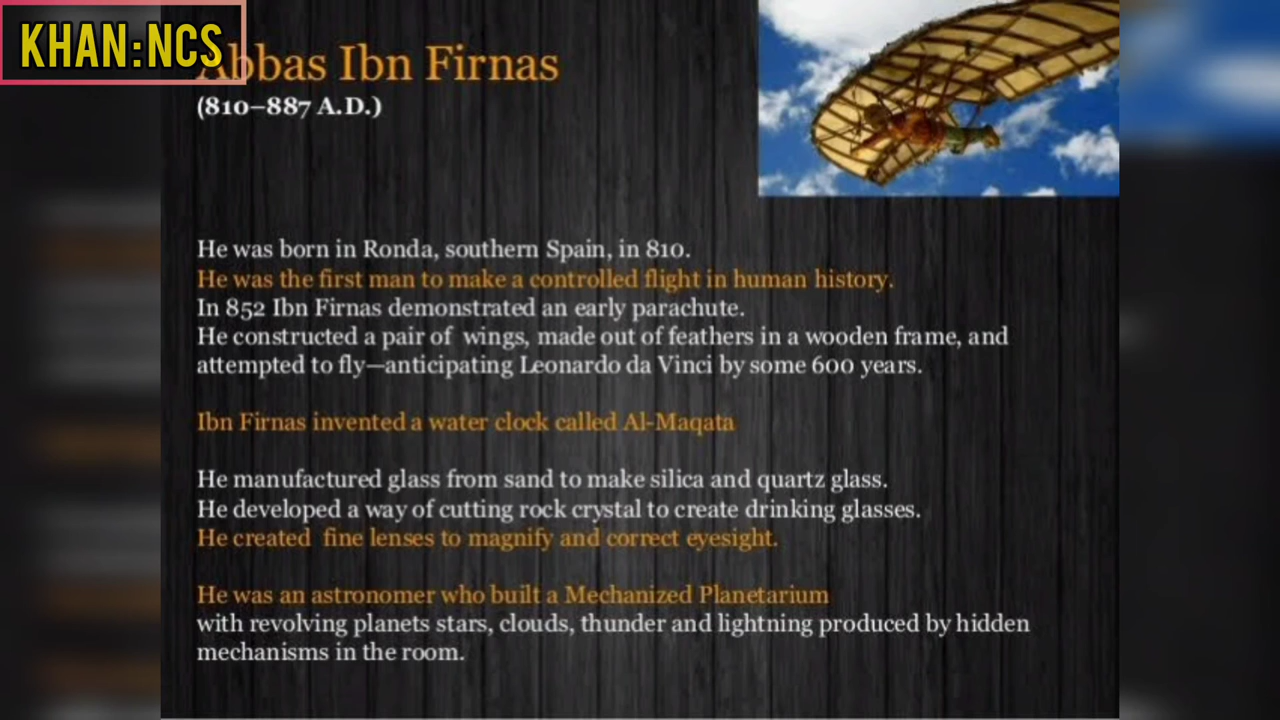 KHAN:NCS
Abbas Ibn Firnas
(810–887 A.D.)
He was born in Ronda, southern Spain, in 810.
He was the first man to make a controlled flight in human history.
In 852 Ibn Firnas demonstrated an early parachute.
He constructed a pair of wings, made out of feathers in a wooden frame, and
attempted to fly—anticipating Leonardo da Vinci by some 600 years.
Ibn Firnas invented a water clock called Al-Maqata
He manufactured glass from sand to make silica and quartz glass.
He developed a way of cutting rock crystal to create drinking glasses.
He created fine lenses to magnify and correct eyesight.
He was an astronomer who built a Mechanized Planetarium
with revolving planets stars, clouds, thunder and lightning produced by hidden
mechanisms in the room.